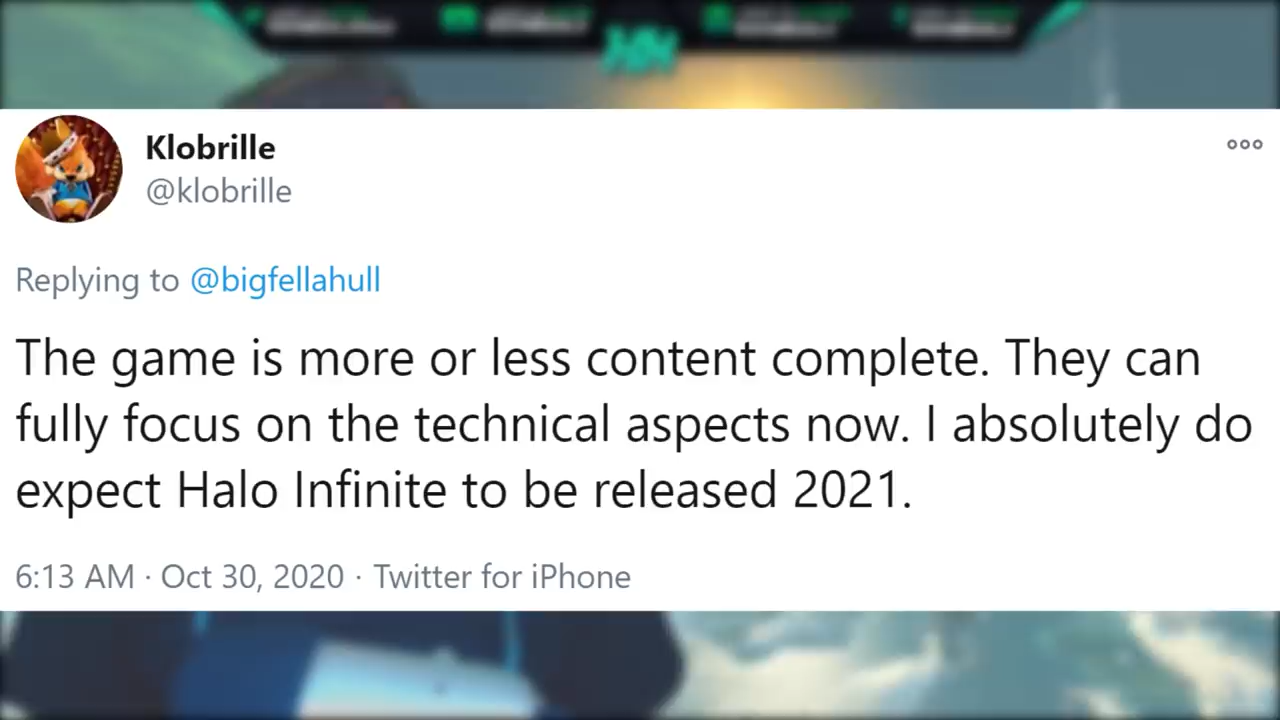 Klobrille
@klobrille
Replying to @bigfellahull
The game is more or less content complete. They can
fully focus on the technical aspects now. I absolutely do
expect Halo Infinite to be released 2021.
6:13 AM · Oct 30, 2020 · Twitter for iPhone